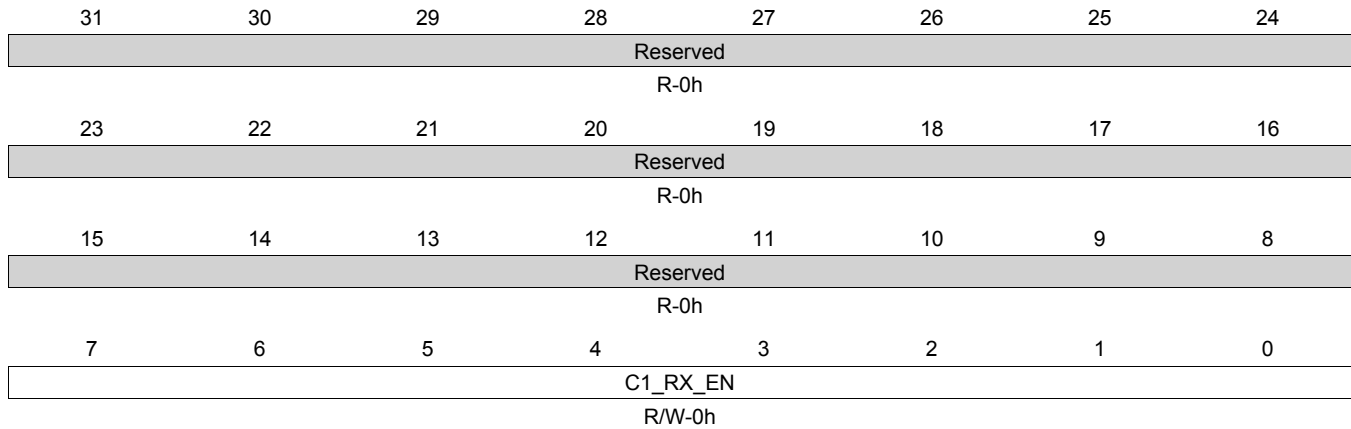 31 30 29 28 27 26 25 24
Reserved
R-0h
23 22 21 20 19 18 17 16
Reserved
R-0h
15 14 13 12 11 10 9 8
Reserved
R-0h
7 6 5 4 3 2 1 0
C1_RX_EN
R/W-0h